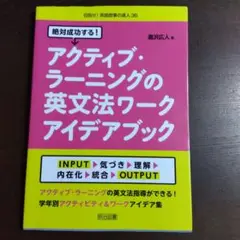 目指せ!英語授業の達人36
絶対成功する!
アクティブ・
ラーニングの
英文法ワーク
アイデアブック
瀧沢広人 著
INPUT ▶ 気づき ▶ 理解 ▶
内在化 ▶ 統合 ▶ OUTPUT
アクティブ・ラーニングの英文法指導ができる!
学年別アクティビティ&ワークアイデア集
明治図書